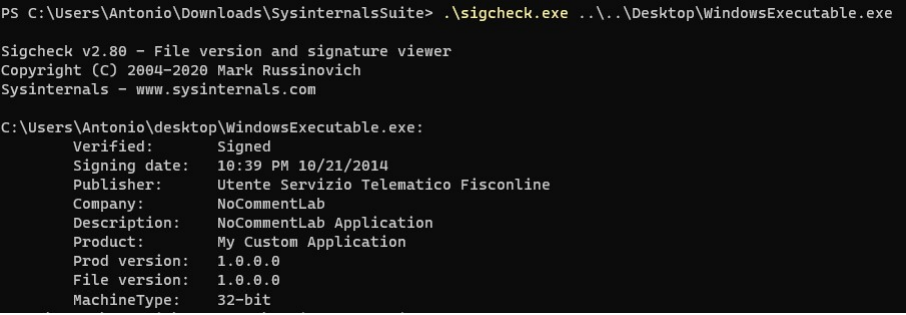 PS C:\Users\Antonio\Downloads\SysinternalsSuite> .\sigcheck.exe ..\..\Desktop\WindowsExecutable.exe
Sigcheck v2.80 - File version and signature viewer
Copyright (C) 2004-2020 Mark Russinovich
Sysinternals - www.sysinternals.com
C:\Users\Antonio\desktop\WindowsExecutable.exe:
Verified: Signed
Signing date: 10:39 PM 10/21/2014
Publisher: Utente Servizio Telematico Fisconline
Company: NoCommentLab
Description: NoCommentLab Application
Product: My Custom Application
Prod version: 1.0.0.0
File version: 1.0.0.0
MachineType: 32-bit